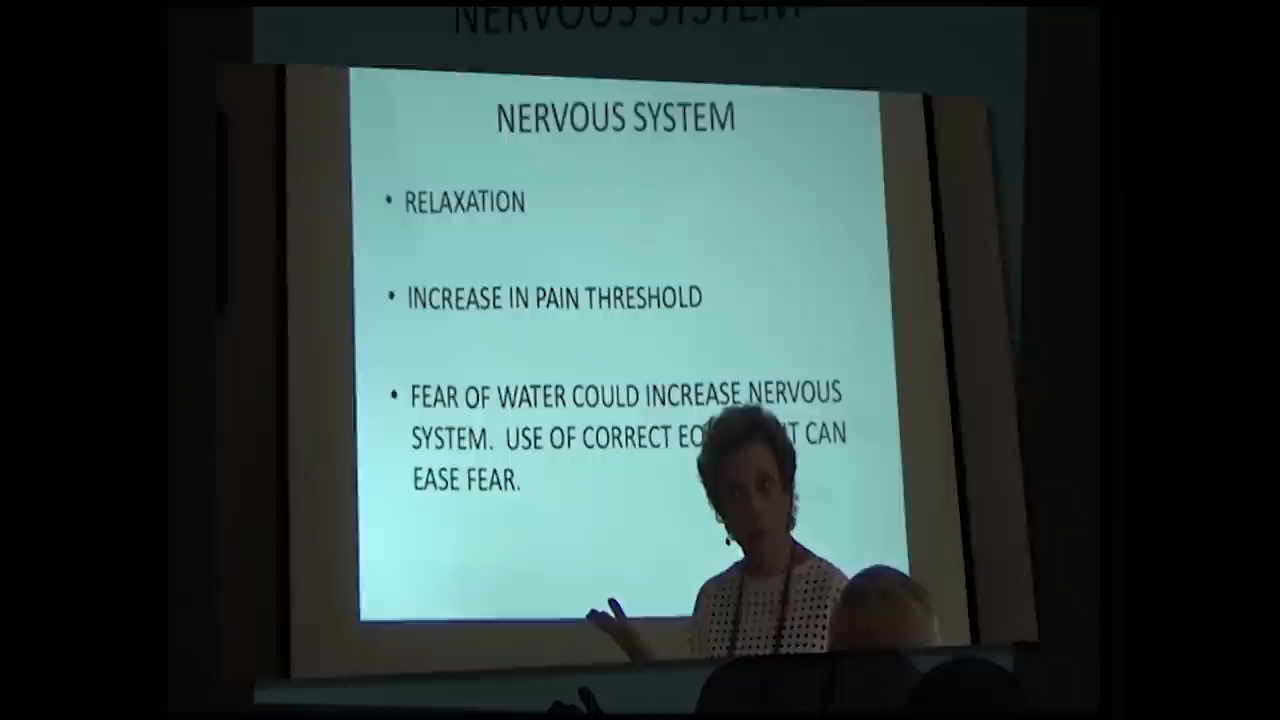 NERVOUS SYSTEM
NERVOUS SYSTEM
• RELAXATION
• INCREASE IN PAIN THRESHOLD
• FEAR OF WATER COULD INCREASE NERVOUS
SYSTEM. USE OF CORRECT CAN
EASE FEAR.